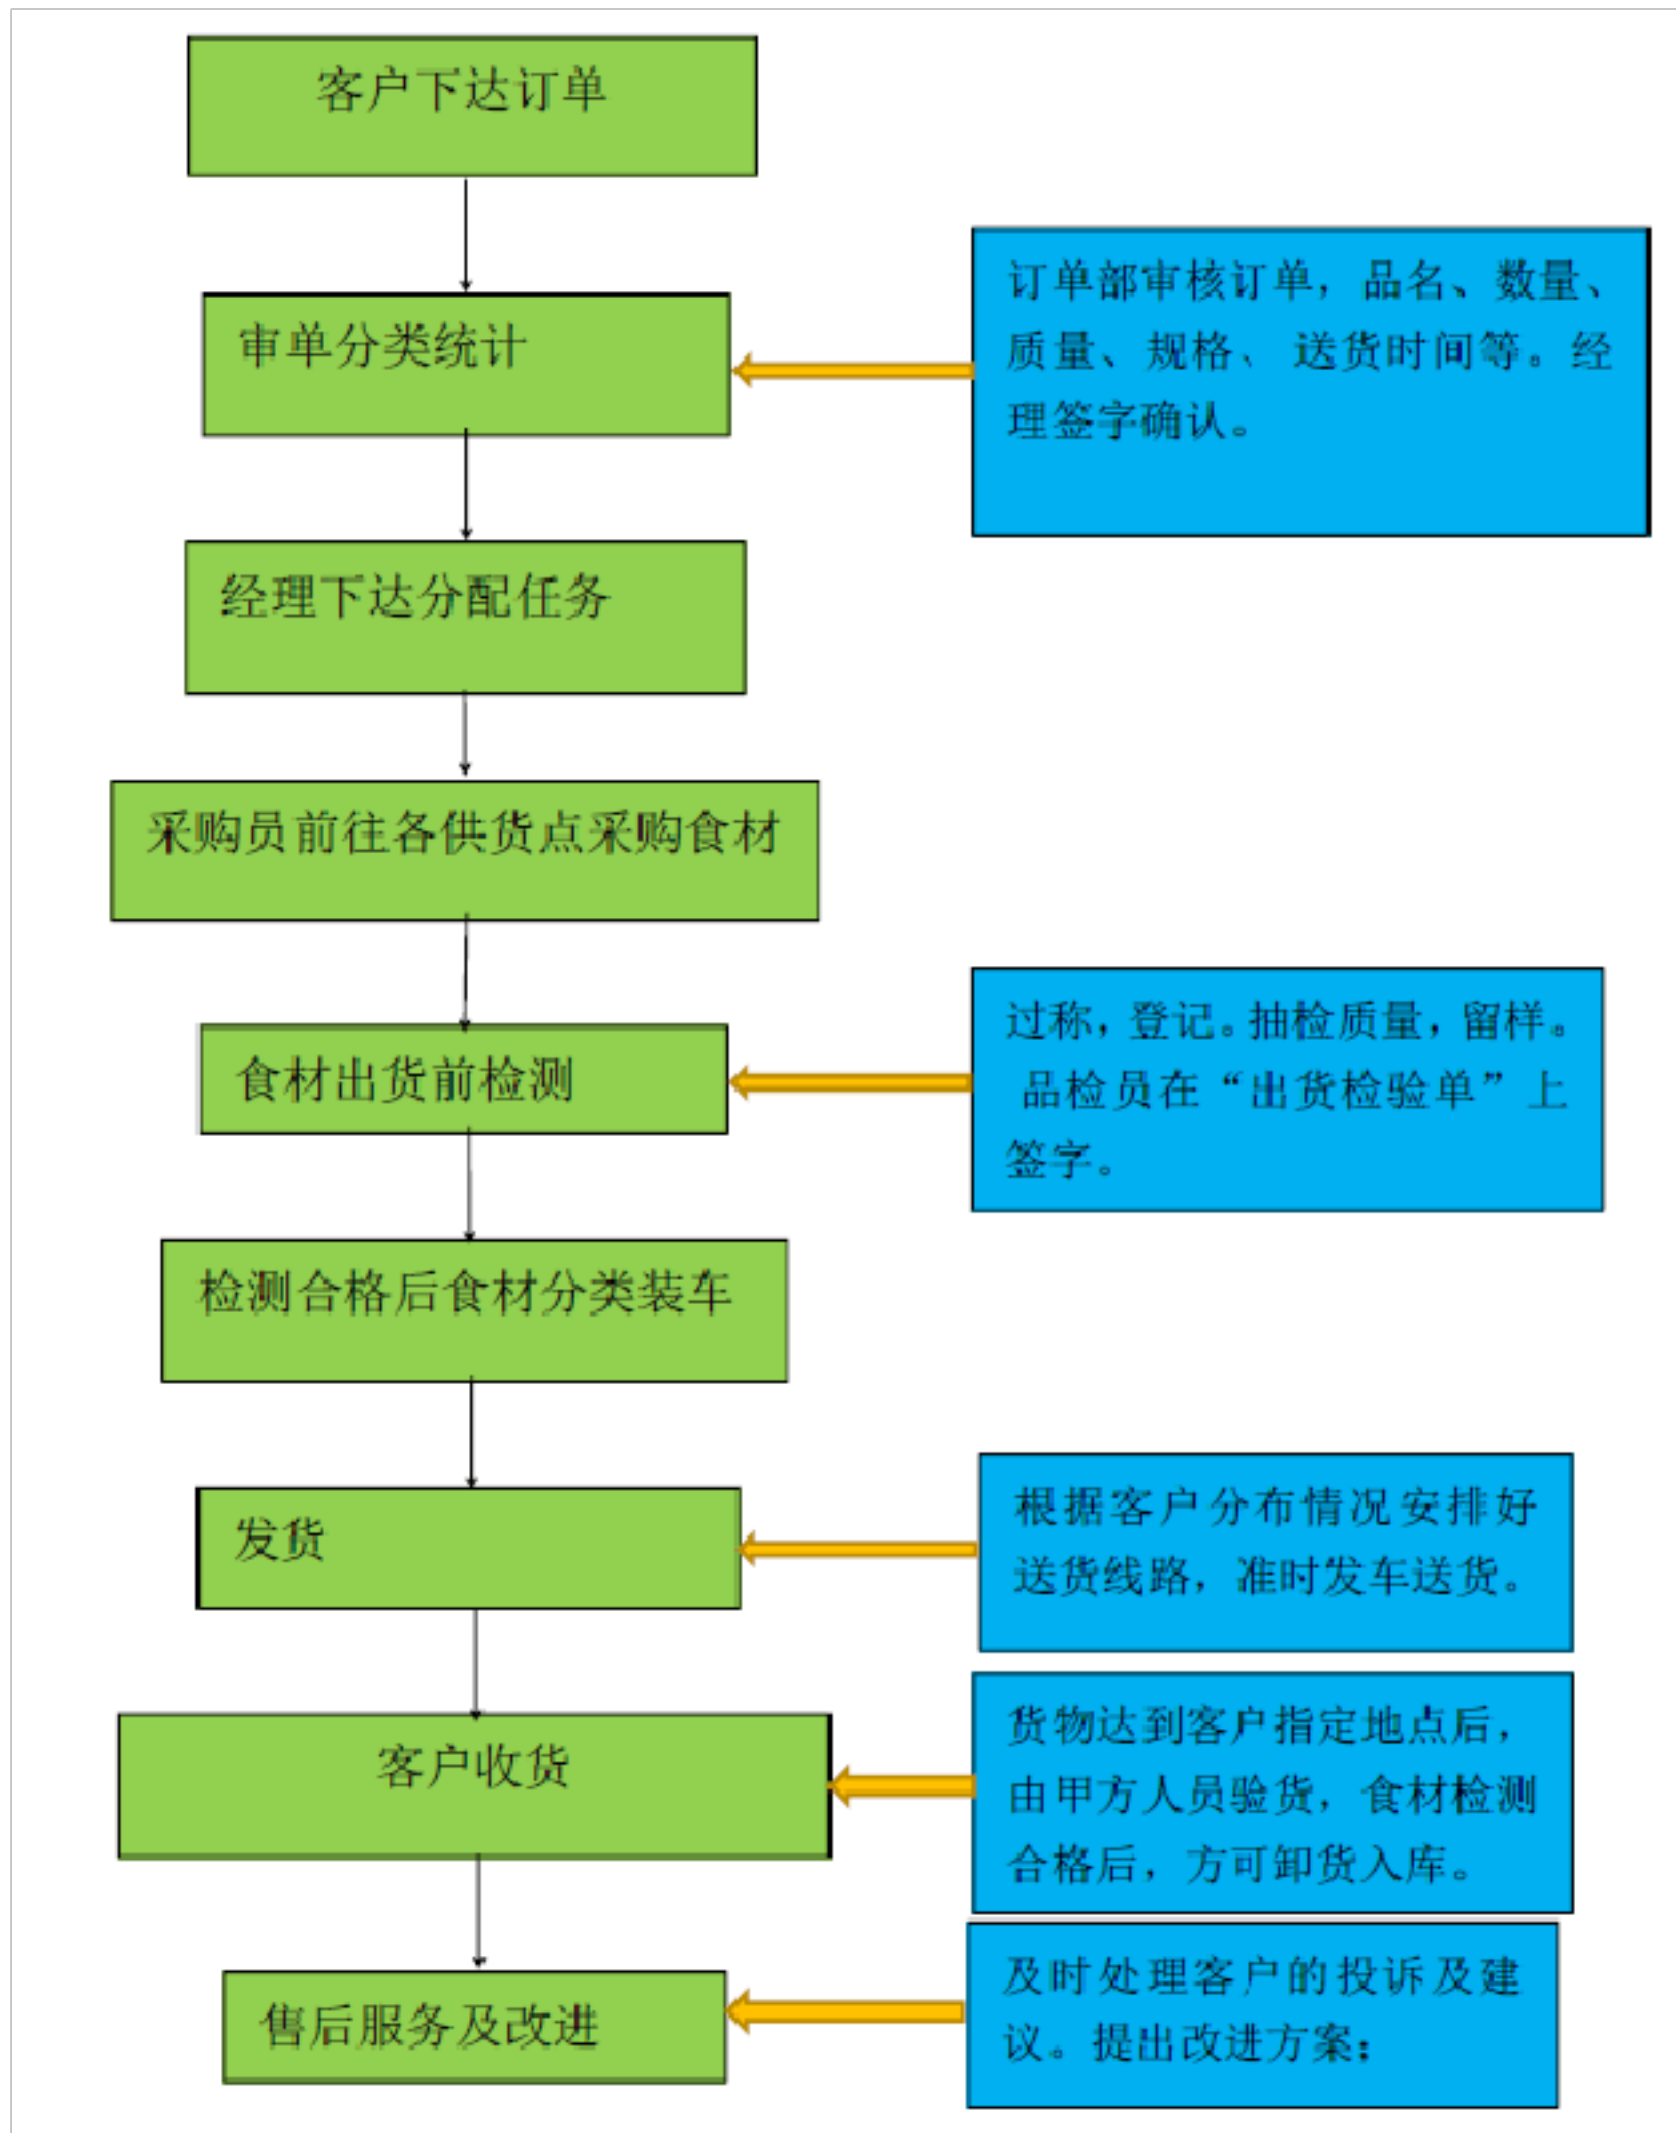 客户下达订单
审单分类统计
订单部审核订单，品名、数量、
质量、规格、 送货时间等。经
理签字确认。
经理下达分配任务
采购员前往各供货点采购食材
食材出货前检测
过称，登记。抽检质量，留样。
品检员在“出货检验单”上
签字。
检测合格后食材分类装车
发货
根据客户分布情况安排好
送货线路，准时发车送货。
客户收货
货物达到客户指定地点后，
由甲方人员验货，食材检测
合格后，方可卸货入库。
售后服务及改进
及时处理客户的投诉及建
议。提出改进方案；